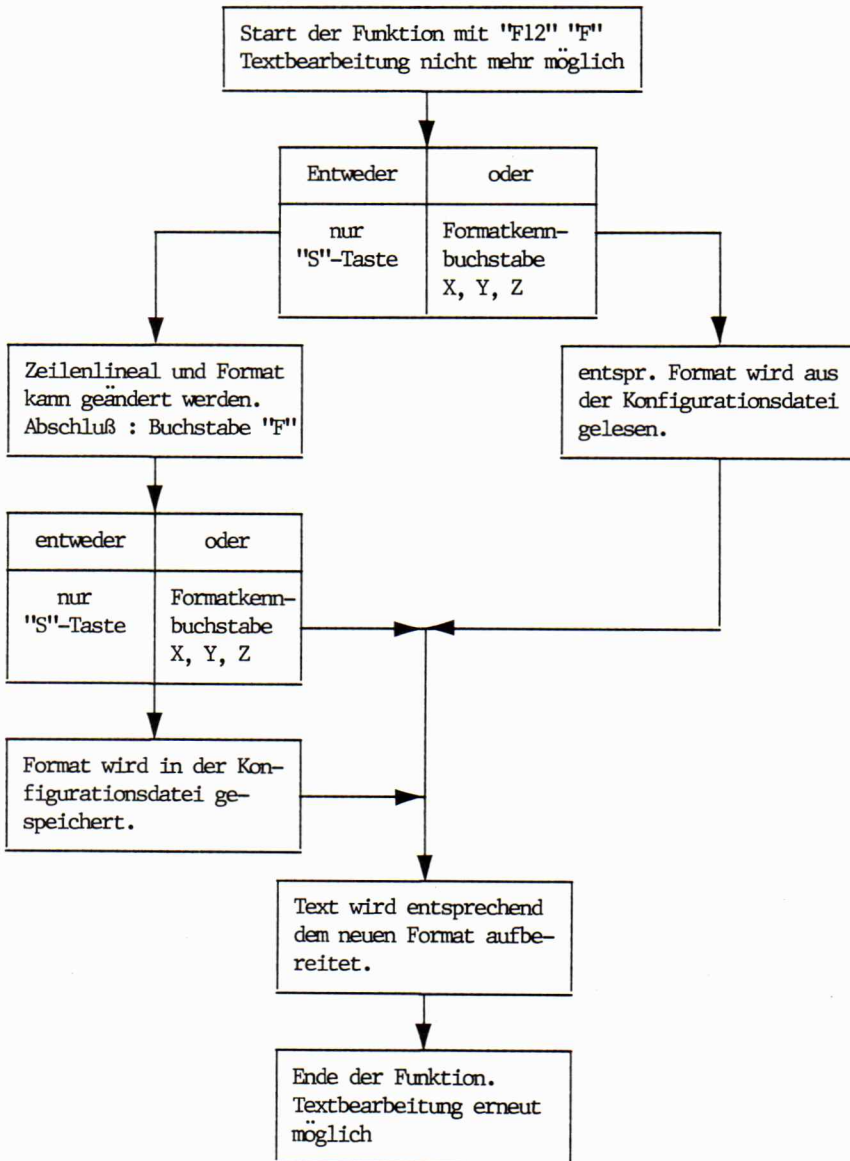 Start der Funktion mit "F12" "F"
Textbearbeitung nicht mehr möglich
Entweder
oder
nur
"S"-Taste
Formatkenn-
buchstabe
X, Y, Z
Zeilenlineal und Format
kann geändert werden.
Abschluß : Buchstabe "F"
entspr. Format wird aus
der Konfigurationsdatei
gelesen.
entweder
oder
nur
"S"-Taste
Formatkenn-
buchstabe
X, Y, Z
Format wird in der Kon-
figurationsdatei ge-
speichert.
Text wird entsprechend
dem neuen Format aufbe-
reitet.
Ende der Funktion.
Textbearbeitung erneut
möglich